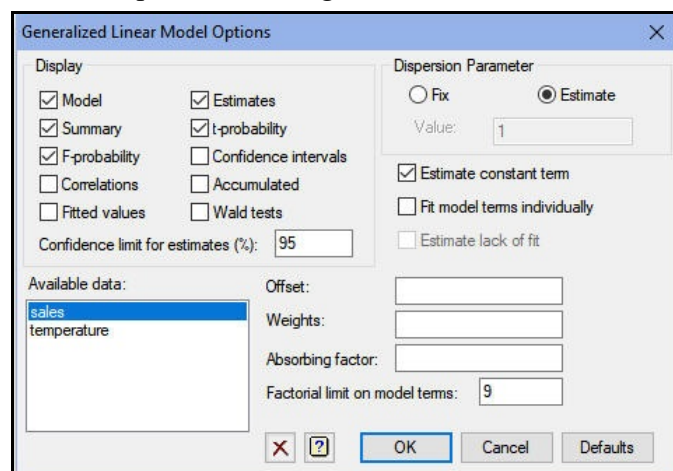 Generalized Linear Model Options
Display
Model
Estimates
Summary
t-probability
F-probability
Confidence intervals
Correlations
Accumulated
Fitted values
Wald tests
Confidence limit for estimates (%): 95
Dispersion Parameter
Fix
Estimate
Value: 1
Estimate constant term
Fit model terms individually
Estimate lack of fit
Available data:
sales
temperature
Offset:
Weights:
Absorbing factor:
Factorial limit on model terms: 9
OK
Cancel
Defaults